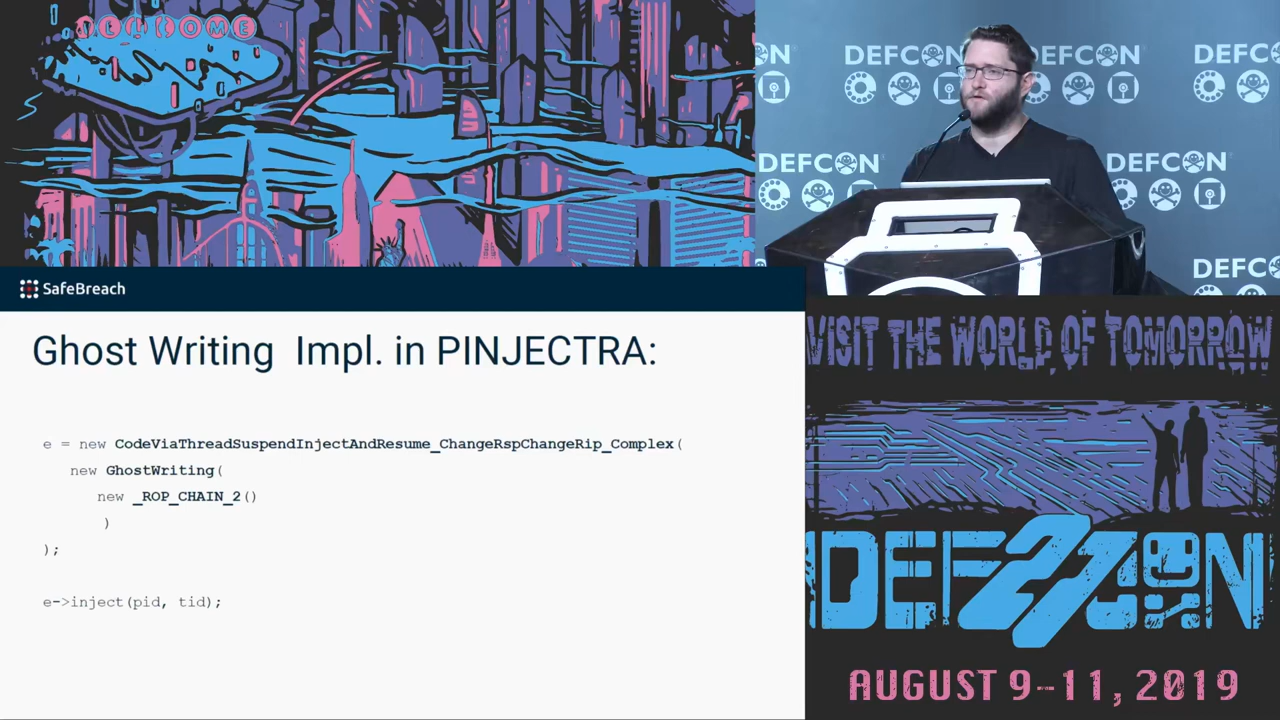 WELCOME
DEFCON
DEFCON
DEFCON
DEFCON
DEFCON
SafeBreach
Ghost Writing Impl. in PINJECTRA:
e = new CodeViaThreadSuspendInjectAndResume_ChangeRspChangeRip_Complex(
new GhostWriting(
new _ROP_CHAIN_2()
)
);
e->inject(pid, tid);
VISIT THE WORLD OF TOMORROW
DEF27CON
AUGUST 9-11, 2019